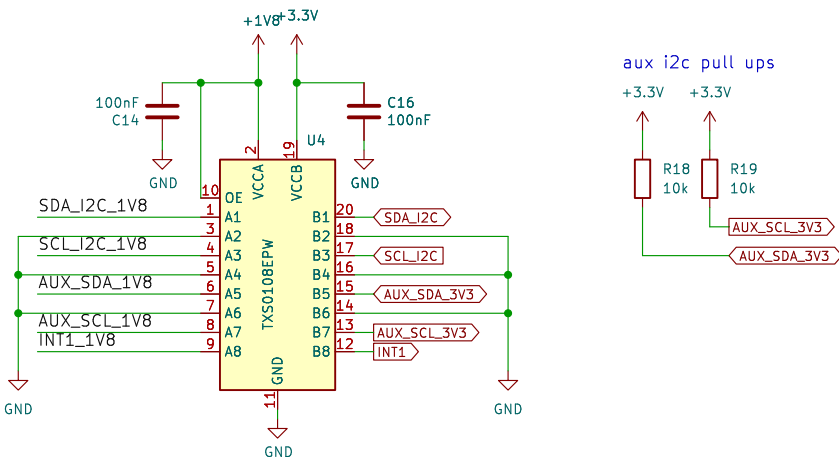 +1V8
+3.3V
aux i2c pull ups
+3.3V
+3.3V
100nF
C14
C16
100nF
U4
GND
GND
2
19
VCCA
VCCB
R18
10k
R19
10k
10
OE
SDA_I2C_1V8
1
A1
B1
20
SDA_I2C
3
A2
B2
18
AUX_SCL_3V3
SCL_I2C_1V8
4
A3
B3
17
SCL_I2C
AUX_SDA_3V3
5
A4
B4
16
AUX_SDA_1V8
6
A5
B5
15
AUX_SDA_3V3
7
A6
B6
14
AUX_SCL_1V8
8
A7
B7
13
AUX_SCL_3V3
INT1_1V8
9
A8
B8
12
INT1
TXS0108EPW
GND
11
GND
GND
GND